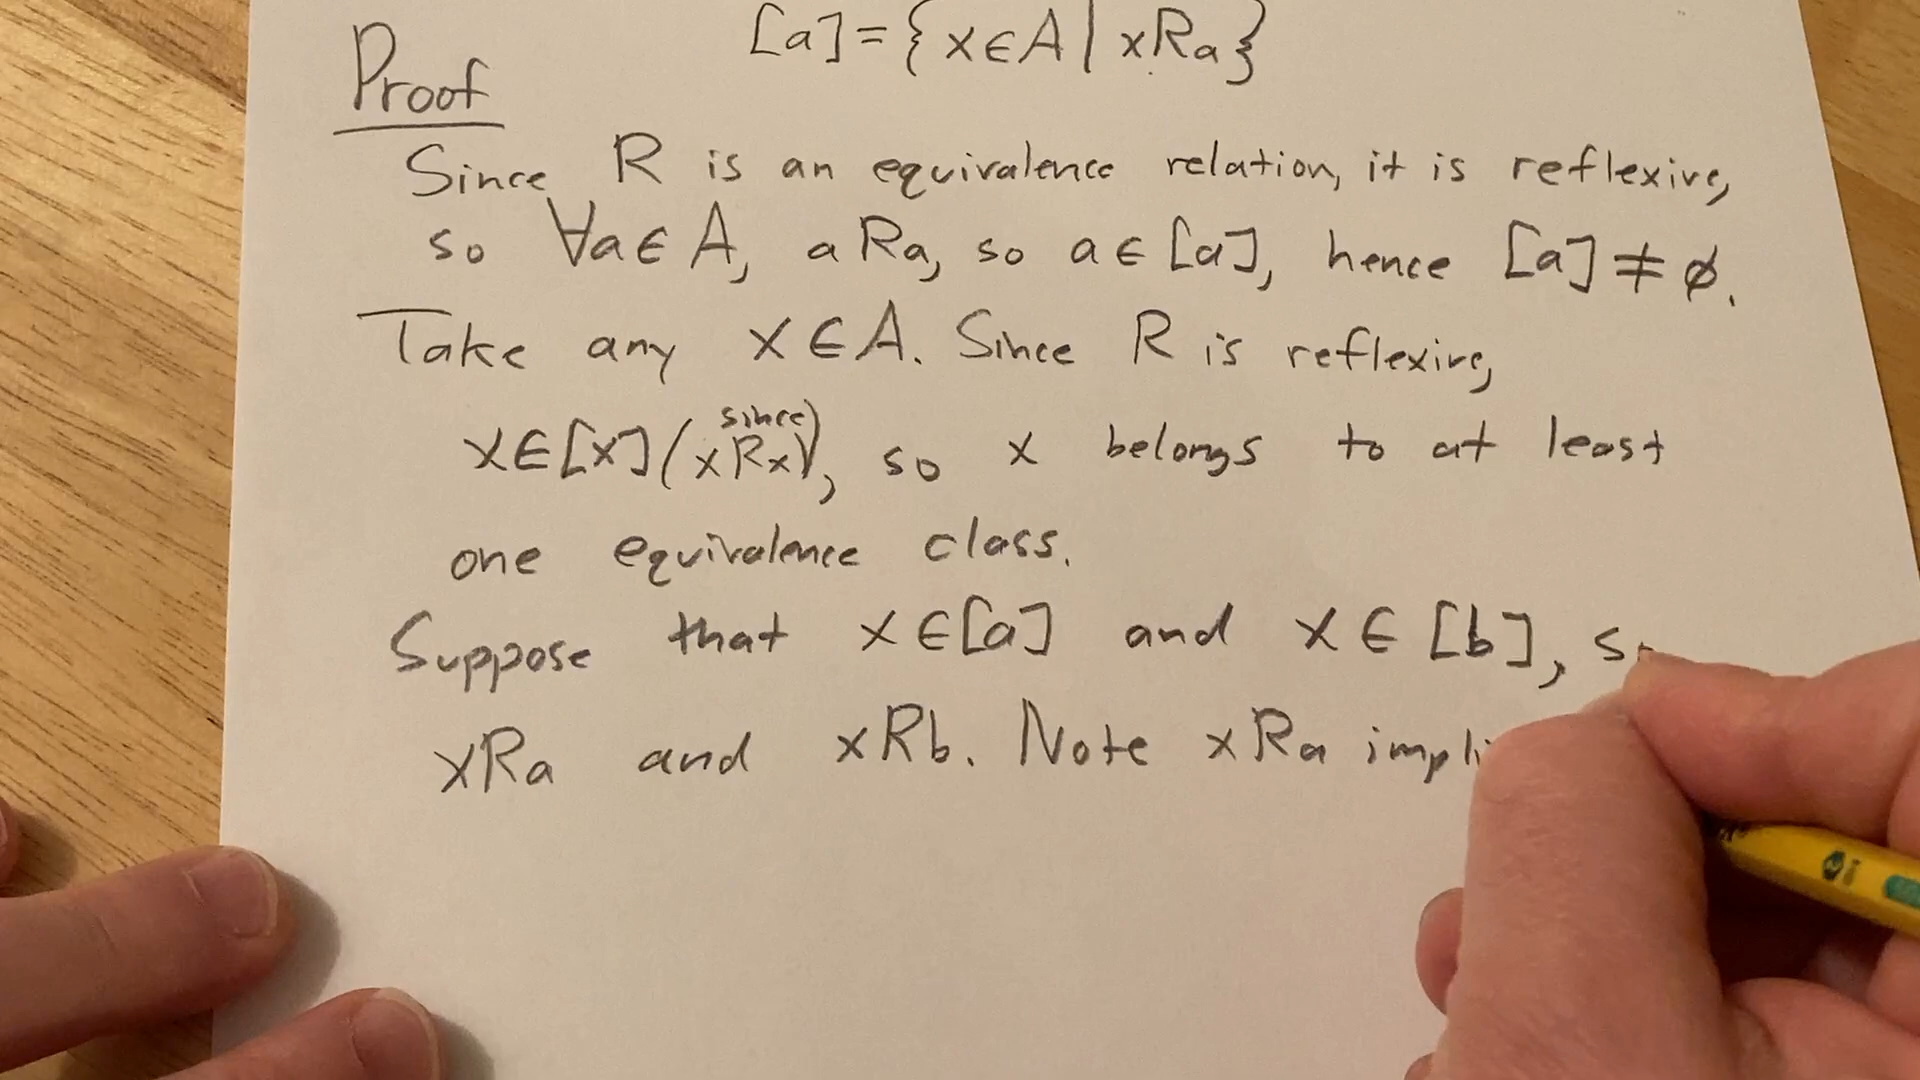 [a]={x∈A|xRa}
Proof
Since R is an equivalence relation, it is reflexive,
so ∀a∈A, aRa, so a∈[a], hence [a]≠∅.
Take any x∈A. Since R is reflexive,
since
x∈[x](xRx), so x belongs to at least
one equivalence class.
Suppose that x∈[a] and x∈[b], so
xRa and xRb. Note xRa impli